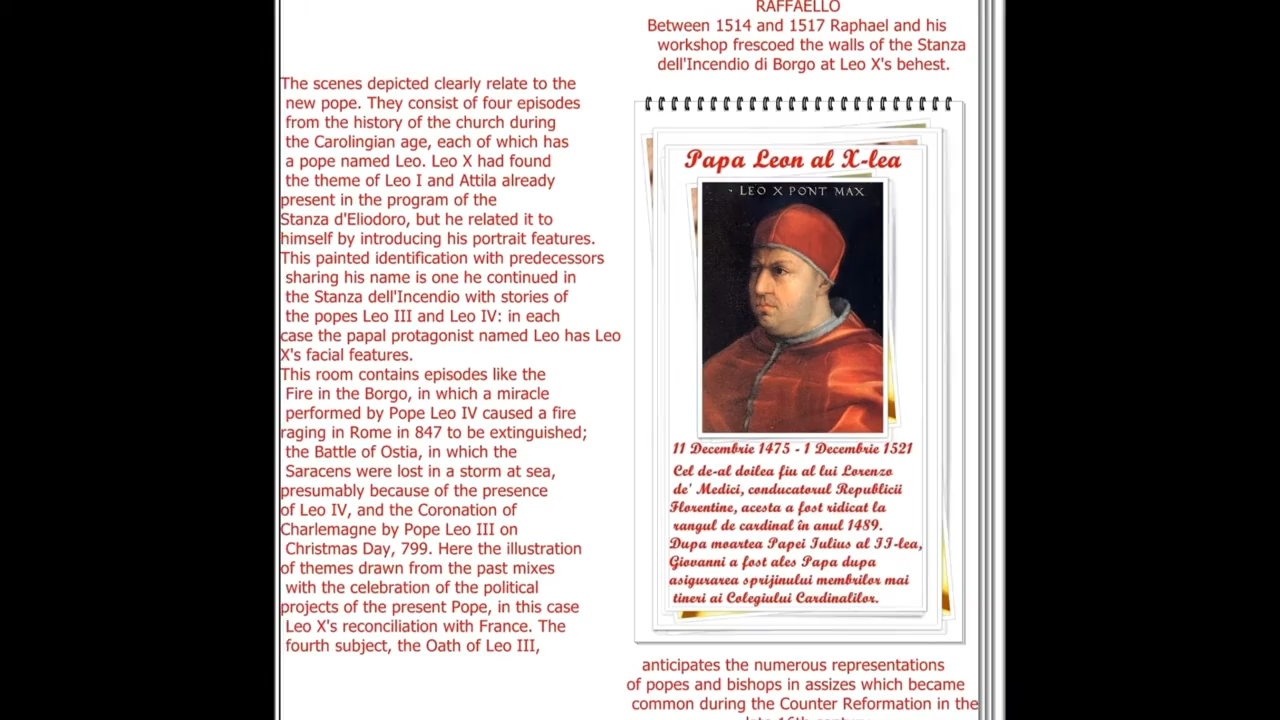 RAFFAELLO
Between 1514 and 1517 Raphael and his
workshop frescoed the walls of the Stanza
dell'Incendio di Borgo at Leo X's behest.
The scenes depicted clearly relate to the
new pope. They consist of four episodes
from the history of the church during
the Carolingian age, each of which has
a pope named Leo. Leo X had found
the theme of Leo I and Attila already
present in the program of the
Stanza d'Eliodoro, but he related it to
himself by introducing his portrait features.
This painted identification with predecessors
sharing his name is one he continued in
the Stanza dell'Incendio with stories of
the popes Leo III and Leo IV: in each
case the papal protagonist named Leo has Leo
X's facial features.
This room contains episodes like the
Fire in the Borgo, in which a miracle
performed by Pope Leo IV caused a fire
raging in Rome in 847 to be extinguished;
the Battle of Ostia, in which the
Saracens were lost in a storm at sea,
presumably because of the presence
of Leo IV, and the Coronation of
Charlemagne by Pope Leo III on
Christmas Day, 799. Here the illustration
of themes drawn from the past mixes
with the celebration of the political
projects of the present Pope, in this case
Leo X's reconciliation with France. The
fourth subject, the Oath of Leo III,
Papa Leon al X-lea
LEO X PONT MAX
11 Decembrie 1475 - 1 Decembrie 1521
Cel de-al doilea fiu al lui Lorenzo
de' Medici, conducatorul Republicii
Florentine, acesta a fost ridicat la
rangul de cardinal în anul 1489.
Dupa moartea Papei Iulius al II-lea,
Giovanni a fost ales Papa dupa
asigurarea sprijinului membrilor mai
tineri ai Colegiului Cardinalilor.
anticipates the numerous representations
of popes and bishops in assizes which became
common during the Counter Reformation in the
late 16th century